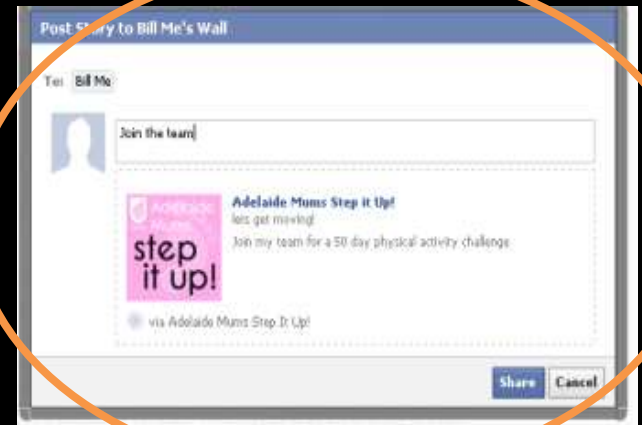 Post Story to Bill Me's Wall
To: Bill Me
Join the team
Adelaide Mums step it up!
Adelaide Mums Step it Up!
lets get moving!
Join my team for a 50 day physical activity challenge
via Adelaide Mums Step It Up!
Share Cancel